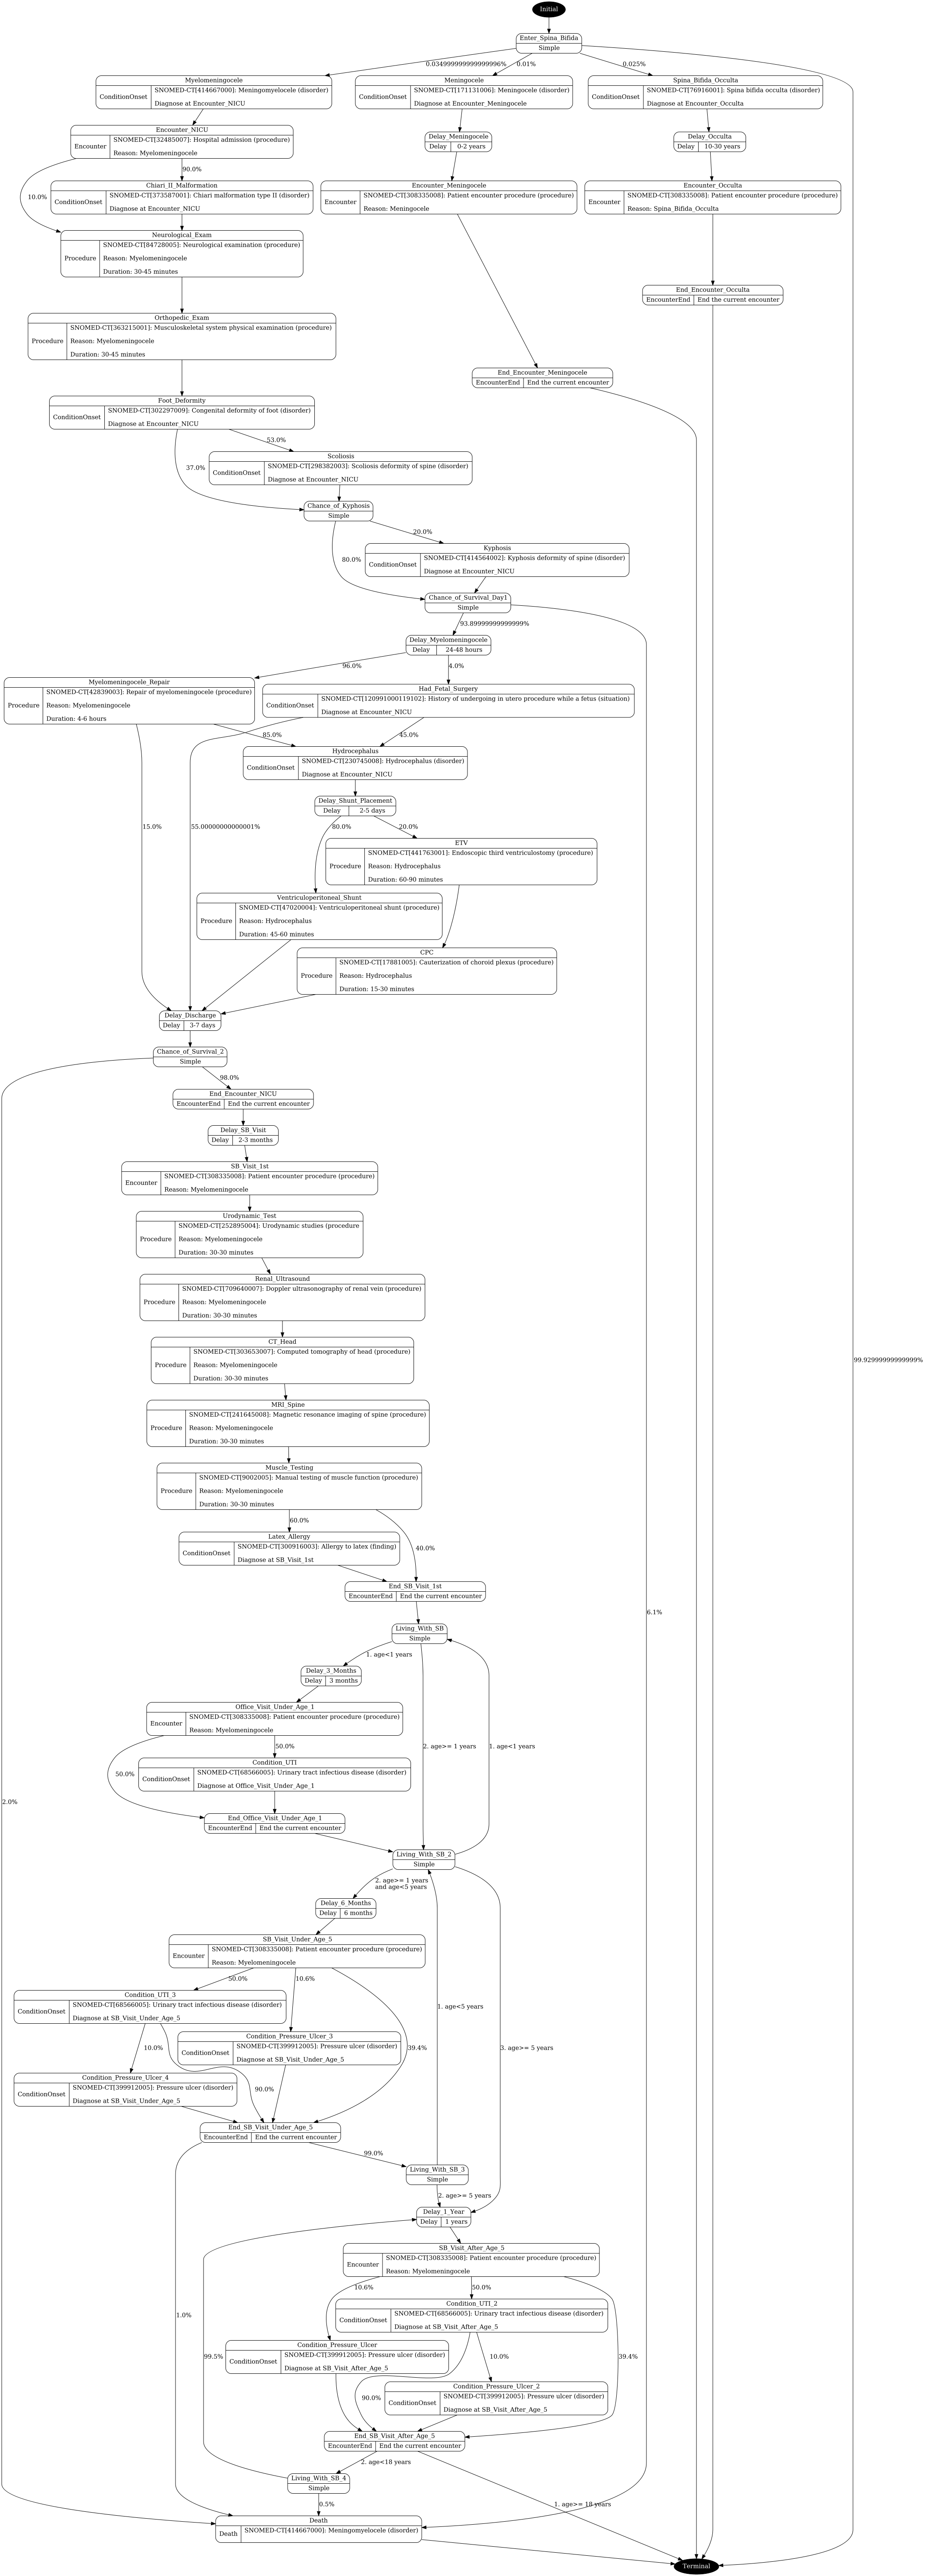 Initial
Enter_Spina_Bifida
Simple
0.034999999999999996%
0.01%
0.025%
Myelomeningocele
ConditionOnset
SNOMED-CT[414667000]: Meningomyelocele (disorder)
Diagnose at Encounter_NICU
Meningocele
ConditionOnset
SNOMED-CT[171131006]: Meningocele (disorder)
Diagnose at Encounter_Meningocele
Spina_Bifida_Occulta
ConditionOnset
SNOMED-CT[76916001]: Spina bifida occulta (disorder)
Diagnose at Encounter_Occulta
Encounter_NICU
Encounter
SNOMED-CT[32485007]: Hospital admission (procedure)
Reason: Myelomeningocele
Delay_Meningocele
Delay
0-2 years
Delay_Occulta
Delay
10-30 years
90.0%
10.0%
Chiari_II_Malformation
ConditionOnset
SNOMED-CT[373587001]: Chiari malformation type II (disorder)
Diagnose at Encounter_NICU
Encounter_Meningocele
Encounter
SNOMED-CT[308335008]: Patient encounter procedure (procedure)
Reason: Meningocele
Encounter_Occulta
Encounter
SNOMED-CT[308335008]: Patient encounter procedure (procedure)
Reason: Spina_Bifida_Occulta
Neurological_Exam
Procedure
SNOMED-CT[84728005]: Neurological examination (procedure)
Reason: Myelomeningocele
Duration: 30-45 minutes
End_Encounter_Occulta
EncounterEnd
End the current encounter
Orthopedic_Exam
Procedure
SNOMED-CT[363215001]: Musculoskeletal system physical examination (procedure)
Reason: Myelomeningocele
Duration: 30-45 minutes
End_Encounter_Meningocele
EncounterEnd
End the current encounter
Foot_Deformity
ConditionOnset
SNOMED-CT[302297009]: Congenital deformity of foot (disorder)
Diagnose at Encounter_NICU
53.0%
37.0%
Scoliosis
ConditionOnset
SNOMED-CT[298382003]: Scoliosis deformity of spine (disorder)
Diagnose at Encounter_NICU
Chance_of_Kyphosis
Simple
20.0%
80.0%
Kyphosis
ConditionOnset
SNOMED-CT[414564002]: Kyphosis deformity of spine (disorder)
Diagnose at Encounter_NICU
Chance_of_Survival_Day1
Simple
93.89999999999999%
Delay_Myelomeningocele
Delay
24-48 hours
96.0%
4.0%
Myelomeningocele_Repair
Procedure
SNOMED-CT[42839003]: Repair of myelomeningocele (procedure)
Reason: Myelomeningocele
Duration: 4-6 hours
Had_Fetal_Surgery
ConditionOnset
SNOMED-CT[120991000119102]: History of undergoing in utero procedure while a fetus (situation)
Diagnose at Encounter_NICU
85.0%
45.0%
Hydrocephalus
ConditionOnset
SNOMED-CT[230745008]: Hydrocephalus (disorder)
Diagnose at Encounter_NICU
Delay_Shunt_Placement
Delay
2-5 days
15.0%
55.00000000000001%
80.0%
20.0%
ETV
Procedure
SNOMED-CT[441763001]: Endoscopic third ventriculostomy (procedure)
Reason: Hydrocephalus
Duration: 60-90 minutes
Ventriculoperitoneal_Shunt
Procedure
SNOMED-CT[47020004]: Ventriculoperitoneal shunt (procedure)
Reason: Hydrocephalus
Duration: 45-60 minutes
CPC
Procedure
SNOMED-CT[17881005]: Cauterization of choroid plexus (procedure)
Reason: Hydrocephalus
Duration: 15-30 minutes
Delay_Discharge
Delay
3-7 days
Chance_of_Survival_2
Simple
98.0%
End_Encounter_NICU
EncounterEnd
End the current encounter
Delay_SB_Visit
Delay
2-3 months
SB_Visit_1st
Encounter
SNOMED-CT[308335008]: Patient encounter procedure (procedure)
Reason: Myelomeningocele
Urodynamic_Test
Procedure
SNOMED-CT[252895004]: Urodynamic studies (procedure
Reason: Myelomeningocele
Duration: 30-30 minutes
Renal_Ultrasound
Procedure
SNOMED-CT[709640007]: Doppler ultrasonography of renal vein (procedure)
Reason: Myelomeningocele
Duration: 30-30 minutes
CT_Head
Procedure
SNOMED-CT[303653007]: Computed tomography of head (procedure)
Reason: Myelomeningocele
Duration: 30-30 minutes
99.92999999999999%
MRI_Spine
Procedure
SNOMED-CT[241645008]: Magnetic resonance imaging of spine (procedure)
Reason: Myelomeningocele
Duration: 30-30 minutes
Muscle_Testing
Procedure
SNOMED-CT[9002005]: Manual testing of muscle function (procedure)
Reason: Myelomeningocele
Duration: 30-30 minutes
60.0%
40.0%
Latex_Allergy
ConditionOnset
SNOMED-CT[300916003]: Allergy to latex (finding)
Diagnose at SB_Visit_1st
End_SB_Visit_1st
EncounterEnd
End the current encounter
6.1%
Living_With_SB
Simple
1. age<1 years
Delay_3_Months
Delay
3 months
Office_Visit_Under_Age_1
Encounter
SNOMED-CT[308335008]: Patient encounter procedure (procedure)
Reason: Myelomeningocele
50.0%
2. age>= 1 years
1. age<1 years
50.0%
Condition_UTI
ConditionOnset
SNOMED-CT[68566005]: Urinary tract infectious disease (disorder)
Diagnose at Office_Visit_Under_Age_1
2.0%
End_Office_Visit_Under_Age_1
EncounterEnd
End the current encounter
Living_With_SB_2
Simple
2. age>= 1 years
and age<5 years
Delay_6_Months
Delay
6 months
SB_Visit_Under_Age_5
Encounter
SNOMED-CT[308335008]: Patient encounter procedure (procedure)
Reason: Myelomeningocele
50.0%
10.6%
Condition_UTI_3
ConditionOnset
SNOMED-CT[68566005]: Urinary tract infectious disease (disorder)
Diagnose at SB_Visit_Under_Age_5
1. age<5 years
10.0%
Condition_Pressure_Ulcer_3
ConditionOnset
SNOMED-CT[399912005]: Pressure ulcer (disorder)
Diagnose at SB_Visit_Under_Age_5
39.4%
3. age>= 5 years
Condition_Pressure_Ulcer_4
ConditionOnset
SNOMED-CT[399912005]: Pressure ulcer (disorder)
Diagnose at SB_Visit_Under_Age_5
90.0%
End_SB_Visit_Under_Age_5
EncounterEnd
End the current encounter
99.0%
Living_With_SB_3
Simple
2. age>= 5 years
Delay_1_Year
Delay
1 years
SB_Visit_After_Age_5
Encounter
SNOMED-CT[308335008]: Patient encounter procedure (procedure)
Reason: Myelomeningocele
10.6%
50.0%
Condition_UTI_2
ConditionOnset
SNOMED-CT[68566005]: Urinary tract infectious disease (disorder)
Diagnose at SB_Visit_After_Age_5
1.0%
Condition_Pressure_Ulcer
ConditionOnset
SNOMED-CT[399912005]: Pressure ulcer (disorder)
Diagnose at SB_Visit_After_Age_5
99.5%
10.0%
39.4%
Condition_Pressure_Ulcer_2
ConditionOnset
SNOMED-CT[399912005]: Pressure ulcer (disorder)
Diagnose at SB_Visit_After_Age_5
90.0%
End_SB_Visit_After_Age_5
EncounterEnd
End the current encounter
2. age<18 years
Living_With_SB_4
Simple
0.5%
1. age>= 18 years
Death
Death
SNOMED-CT[414667000]: Meningomyelocele (disorder)
Terminal